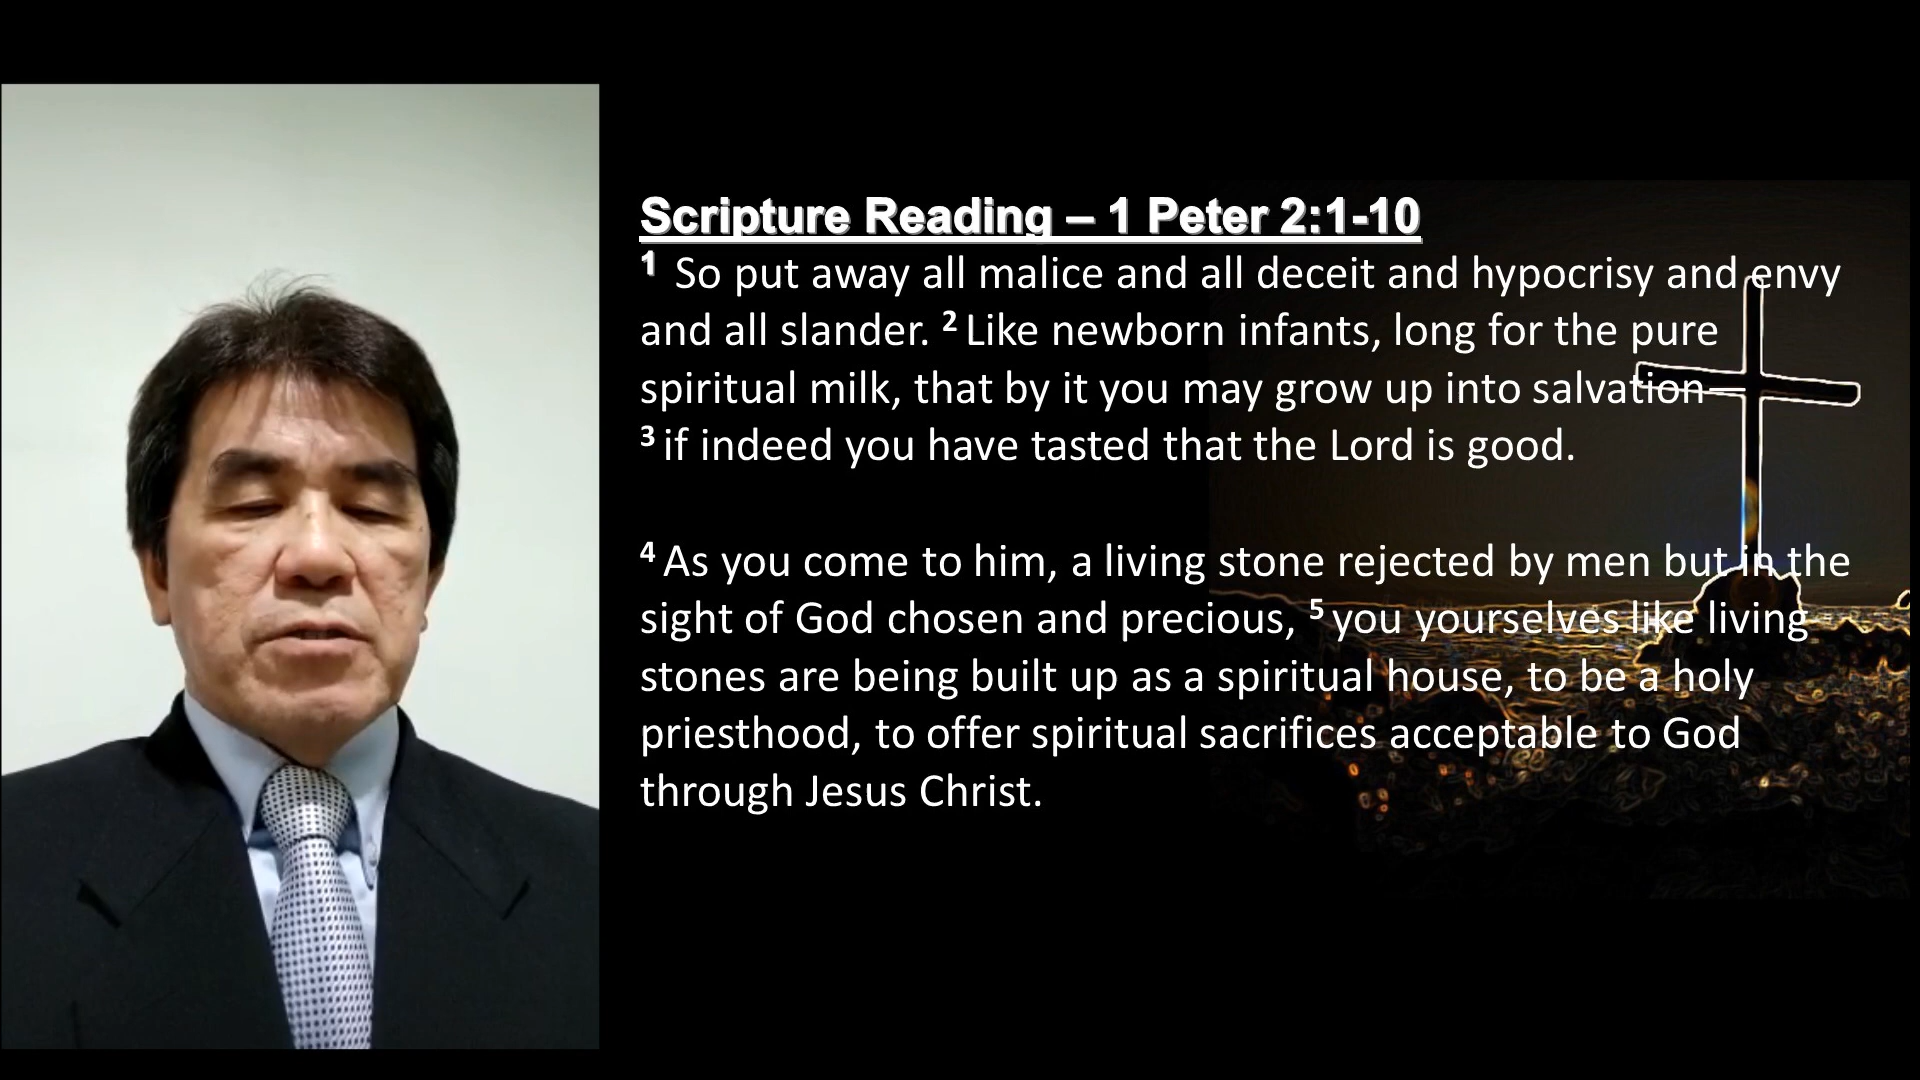 Scripture Reading – 1 Peter 2:1-10
1 So put away all malice and all deceit and hypocrisy and envy
and all slander. 2 Like newborn infants, long for the pure
spiritual milk, that by it you may grow up into salvation—
3 if indeed you have tasted that the Lord is good.
4 As you come to him, a living stone rejected by men but in the
sight of God chosen and precious, 5 you yourselves like living
stones are being built up as a spiritual house, to be a holy
priesthood, to offer spiritual sacrifices acceptable to God
through Jesus Christ.